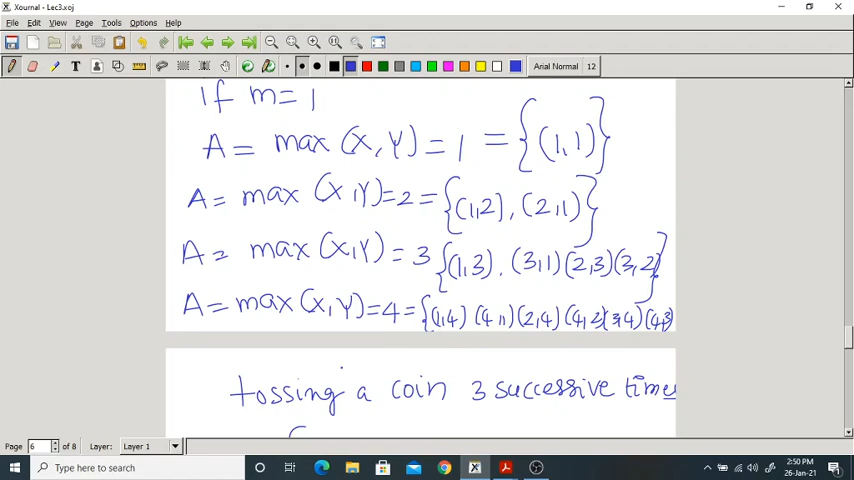 Xournal - Lec3.xoj
File Edit View Page Tools Options Help
Arial Normal 12
If m=1
A = max (X, Y) = 1 = {(1,1)}
A = max (X,Y)=2={(1,2), (2,1)}
A = max (X,Y) = 3 {(1,3), (3,1)(2,3)(3,2)}
A = max (X, Y)=4={(1,4) (4,1)(2,4) (4,2)(3,4)(4,3)
tossing a coin 3 successive times
Page 6 of 8 Layer: Layer 1
Type here to search
2:50 PM
26-Jan-21